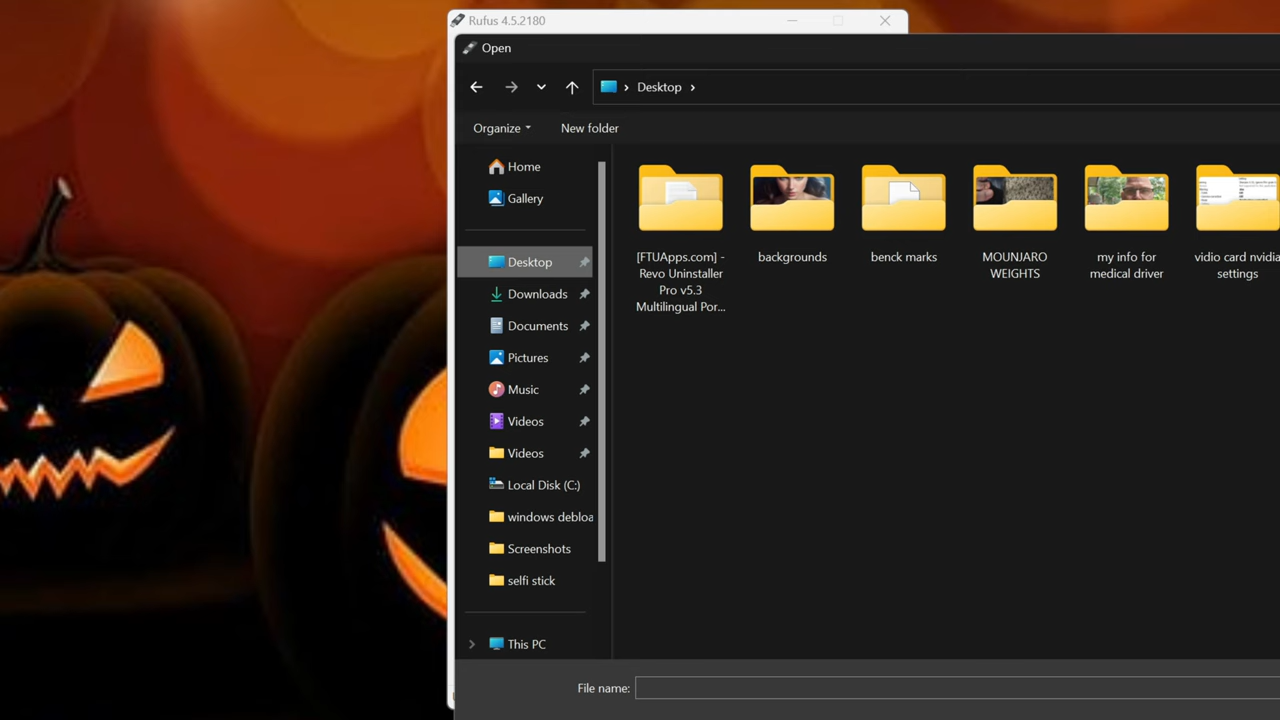 Rufus 4.5.2180
Open
Desktop
Organize
New folder
Home
Gallery
Desktop
Downloads
Documents
Pictures
Music
Videos
Videos
Local Disk (C:)
windows debloa
Screenshots
selfi stick
This PC
[FTUApps.com] -
Revo Uninstaller
Pro v5.3
Multilingual Por...
backgrounds
benck marks
MOUNJARO
WEIGHTS
my info for
medical driver
vidio card nvidia
settings
File name: